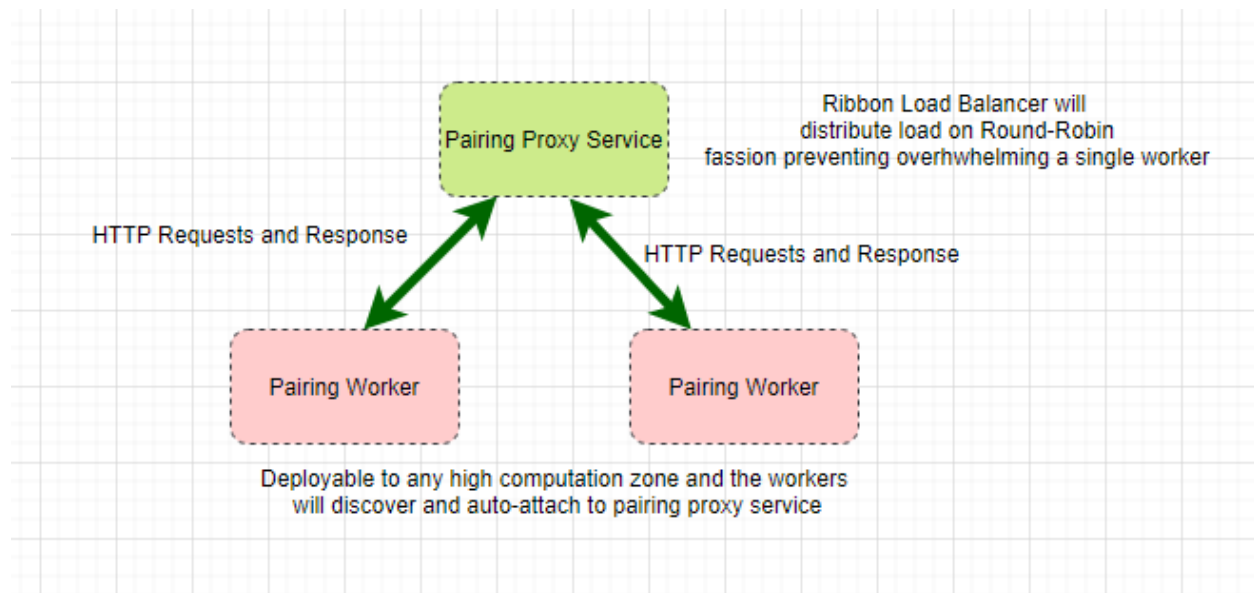 Pairing Proxy Service
Ribbon Load Balancer will
distribute load on Round-Robin
fassion preventing overhwhelming a single worker
HTTP Requests and Response
HTTP Requests and Response
Pairing Worker
Pairing Worker
Deployable to any high computation zone and the workers
will discover and auto-attach to pairing proxy service